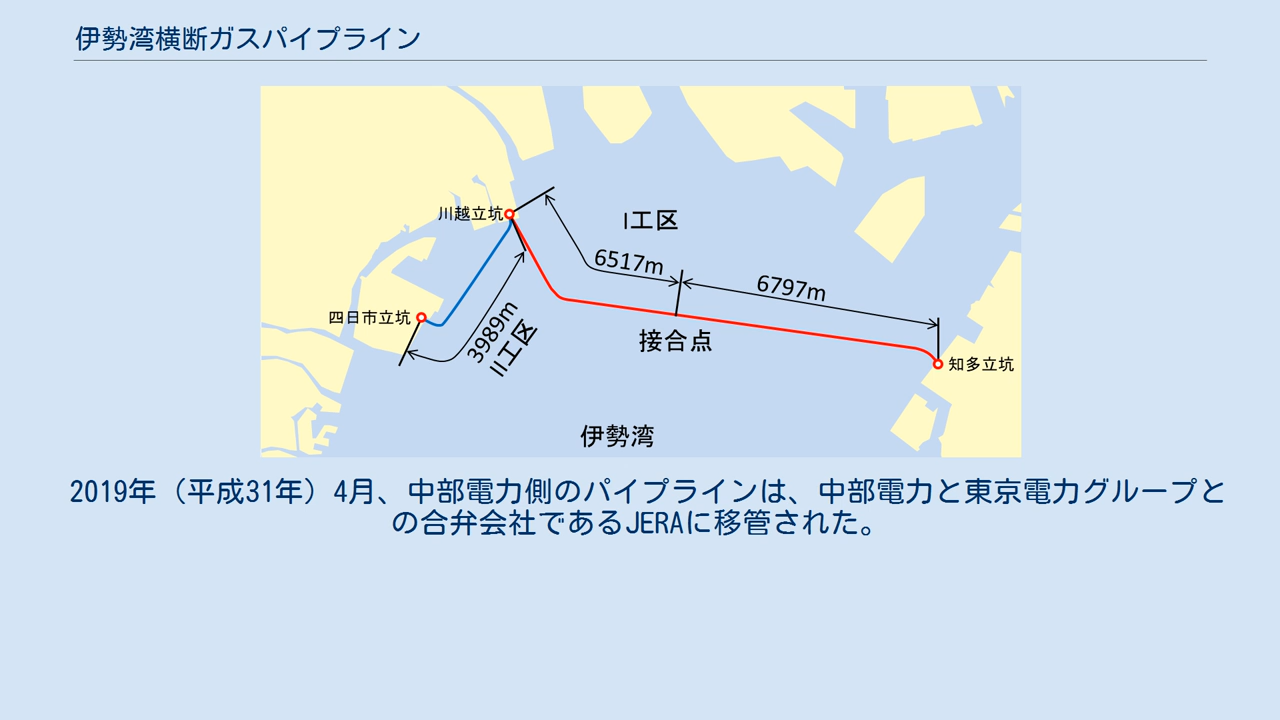 伊勢湾横断ガスパイプライン
川越立坑
I工区
6517m
6797m
四日市立坑
3989m
II工区
接合点
知多立坑
伊勢湾
2019年（平成31年）4月、中部電力側のパイプラインは、中部電力と東京電力グループと
の合弁会社であるJERAに移管された。